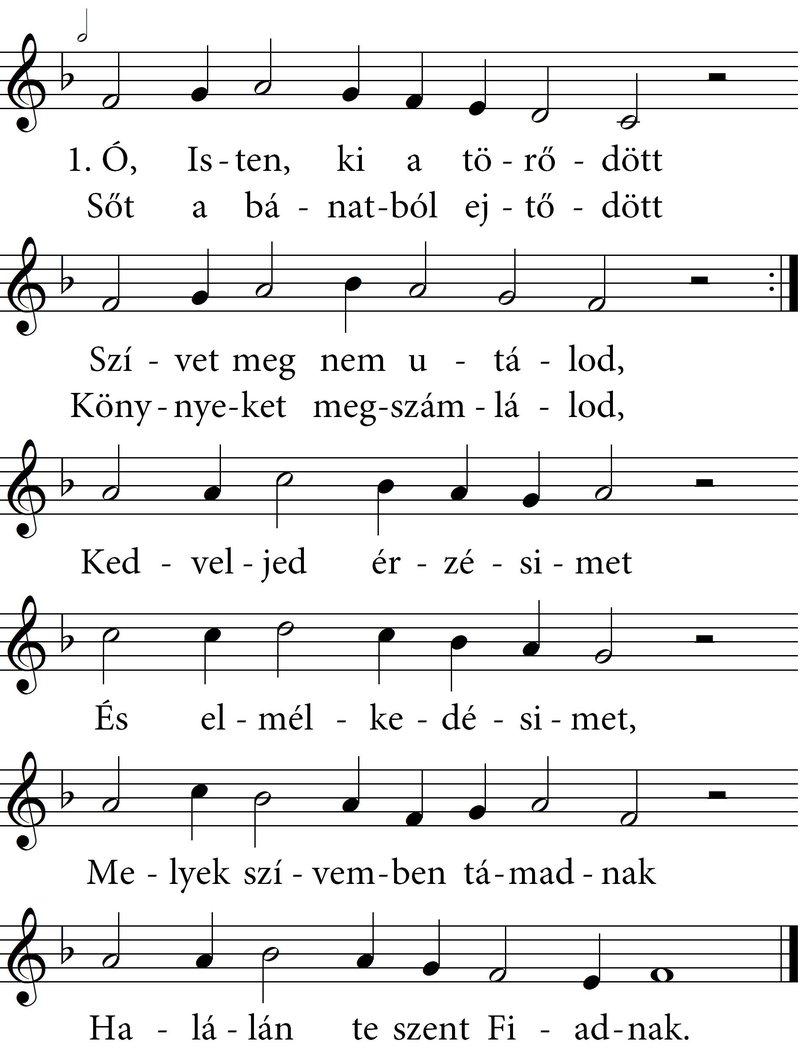 1. Ó, Is - ten, ki a tö - rő - dött
Sőt a bá - nat-ból ej - tő - dött
Szí - vet meg nem u - tá - lod,
Köny - nye-ket meg-szám - lá - lod,
Ked - vel - jed ér - zé - si - met
És el - mél - ke - dé - si - met,
Me - lyek szí - vem-ben tá-mad - nak
Ha - lá - lán te szent Fi - ad-nak.